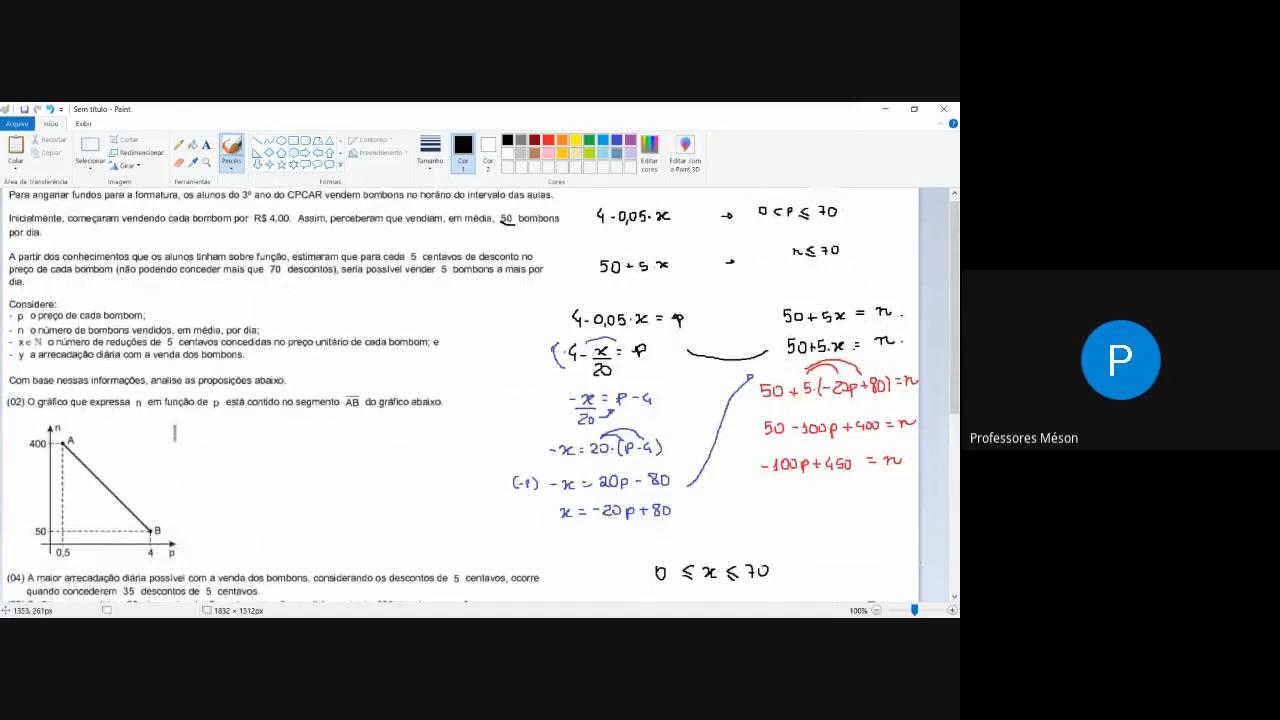 Sem título - Paint
Arquivo Início Exibir
Colar
Recortar
Copiar
Área de Transferência
Selecionar
Cortar
Redimensionar
Girar
Imagem
Ferramentas
Pincéis
Formas
Contorno
Preenchimento
Tamanho
Cor 1
Cor 2
Editar cores
Editar com o Paint 3D
Cores
Para angariar fundos para a formatura, os alunos do 3º ano do CPCAR vendem bombons no horário do intervalo das aulas.
Inicialmente, começaram vendendo cada bombom por R$ 4,00. Assim, perceberam que vendiam, em média, 50 bombons
por dia.
A partir dos conhecimentos que os alunos tinham sobre função, estimaram que para cada 5 centavos de desconto no
preço de cada bombom (não podendo conceder mais que 70 descontos), seria possível vender 5 bombons a mais por
dia.
Considere:
- p o preço de cada bombom;
- n o número de bombons vendidos, em média, por dia;
- x ∈ ℕ o número de reduções de 5 centavos concedidas no preço unitário de cada bombom; e
- y a arrecadação diária com a venda dos bombons.
Com base nessas informações, analise as proposições abaixo.
(02) O gráfico que expressa n em função de p está contido no segmento AB do gráfico abaixo.
n
400 A
50 B
0,5 4 p
(04) A maior arrecadação diária possível com a venda dos bombons, considerando os descontos de 5 centavos, ocorre
quando concederem 35 descontos de 5 centavos.
4 - 0,05·x → 0 < p ≤ 70
50 + 5·x → n ≤ 70
4 - 0,05·x = p
4 - x/20 = p
-x/20 = p - 4
-x = 20·(p-4)
(-1) -x = 20p - 80
x = -20p + 80
50 + 5x = n.
50+5·x = n.
50 + 5·(-20p + 80) = n
50 - 100p + 400 = n
-100p + 450 = n
0 ≤ x ≤ 70
1353, 261px
1832 × 1512px
100%
P
Professores Méson